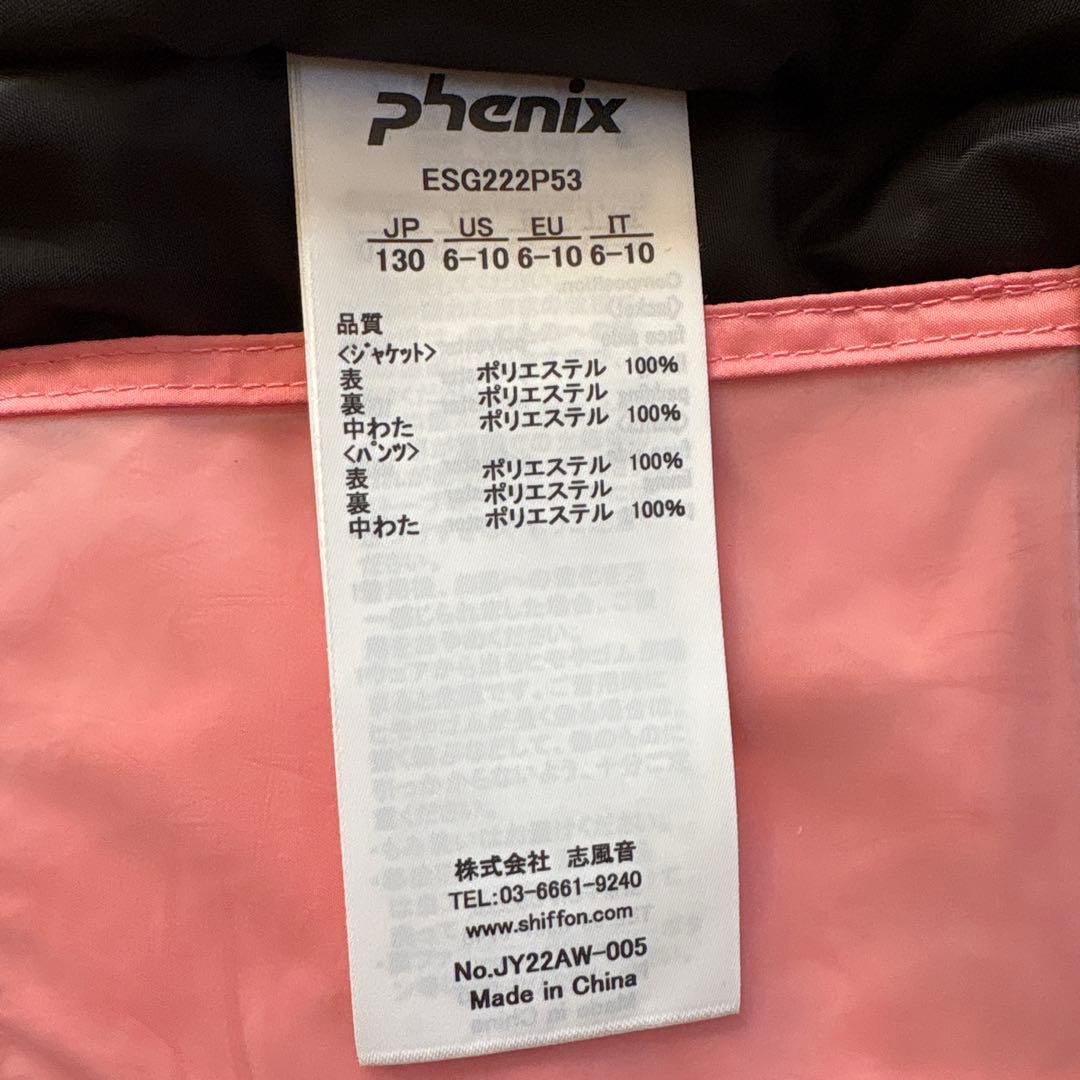 phenix
ESG222P53
JP US EU IT
130 6-10 6-10 6-10
品質
<ジャケット>
表 ポリエステル 100%
裏 ポリエステル
中わた ポリエステル 100%
<パンツ>
表 ポリエステル 100%
裏 ポリエステル
中わた ポリエステル 100%
株式会社 志風音
TEL:03-6661-9240
www.shiffon.com
No.JY22AW-005
Made in China